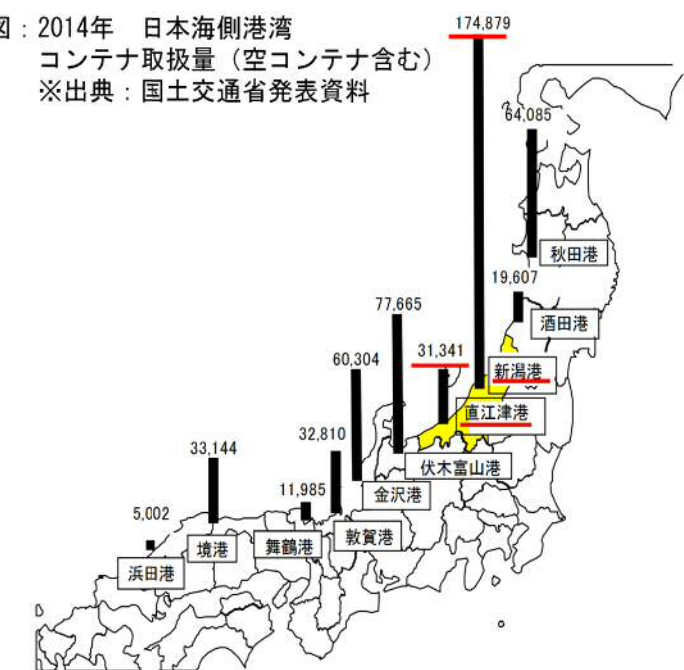 図：2014年　日本海側港湾
コンテナ取扱量（空コンテナ含む）
※出典：国土交通省発表資料
174,879
64,085
秋田港
19,607
酒田港
77,665
31,341
新潟港
60,304
直江津港
伏木富山港
33,144
32,810
金沢港
11,985
敦賀港
5,002
境港
舞鶴港
浜田港